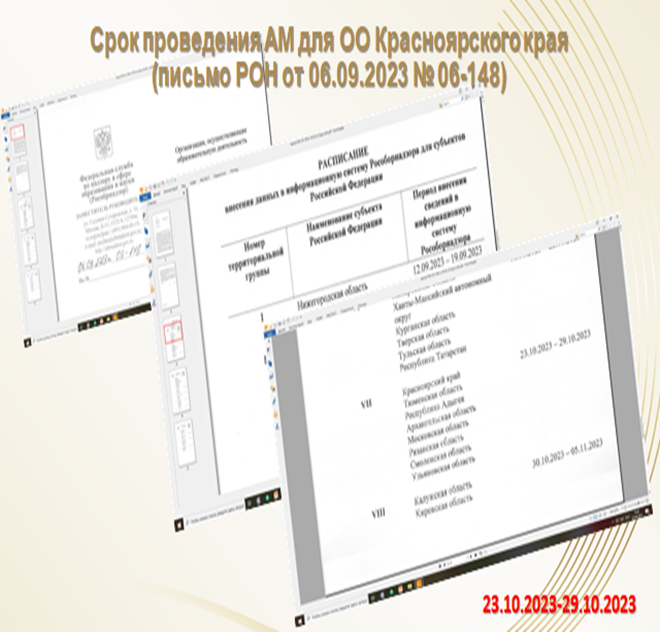 Срок проведения АМ для ОО Красноярского края
(письмо РОН от 06.09.2023 № 06-148)
Организации, осуществляющие
образовательную деятельность
Федеральная служба
по надзору в сфере
образования и науки
(Рособрнадзор)
РАСПИСАНИЕ
внесения данных в информационную систему Рособрнадзора для субъектов
Российской Федерации
Номер
территориальной
группы
Наименование субъекта
Российской Федерации
Период внесения
сведений в
информационную
систему
Рособрнадзора
I
Нижегородская область
12.09.2023 – 19.09.2023
Ханты-Мансийский автономный
округ
Курганская область
Тверская область
Тульская область
Республика Татарстан
VII
Красноярский край
23.10.2023 – 29.10.2023
Тюменская область
Республика Адыгея
Архангельская область
Московская область
Рязанская область
Смоленская область
Ульяновская область
VIII
Калужская область
30.10.2023 – 05.11.2023
Кировская область
23.10.2023-29.10.2023